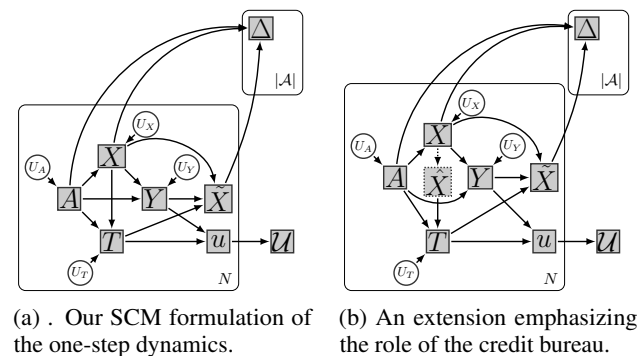 Δ
|𝒜|
U_X
U_A
X
U_Y
A
Y
X̃
T
u
𝒰
U_T
N
(a) . Our SCM formulation of
the one-step dynamics.
Δ
|𝒜|
U_X
X
U_A
U_Y
A
X̂
Y
X̃
T
u
𝒰
U_T
N
(b) An extension emphasizing
the role of the credit bureau.